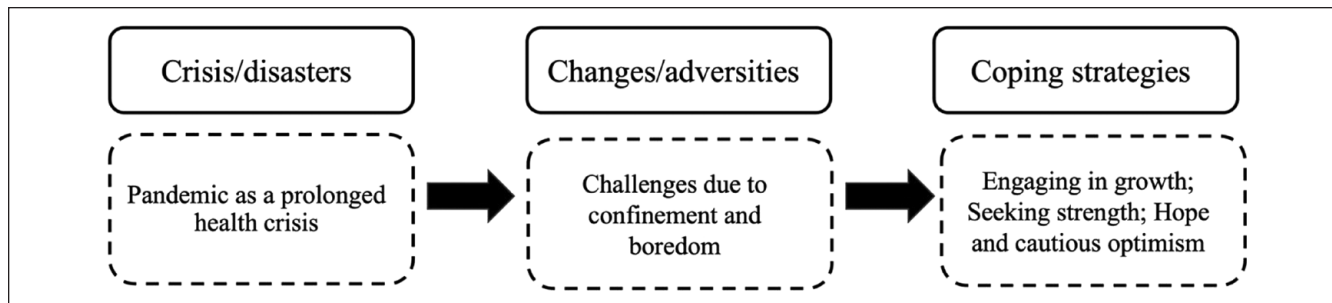 Crisis/disasters
Changes/adversities
Coping strategies
Pandemic as a prolonged
health crisis
Challenges due to
confinement and
boredom
Engaging in growth;
Seeking strength; Hope
and cautious optimism